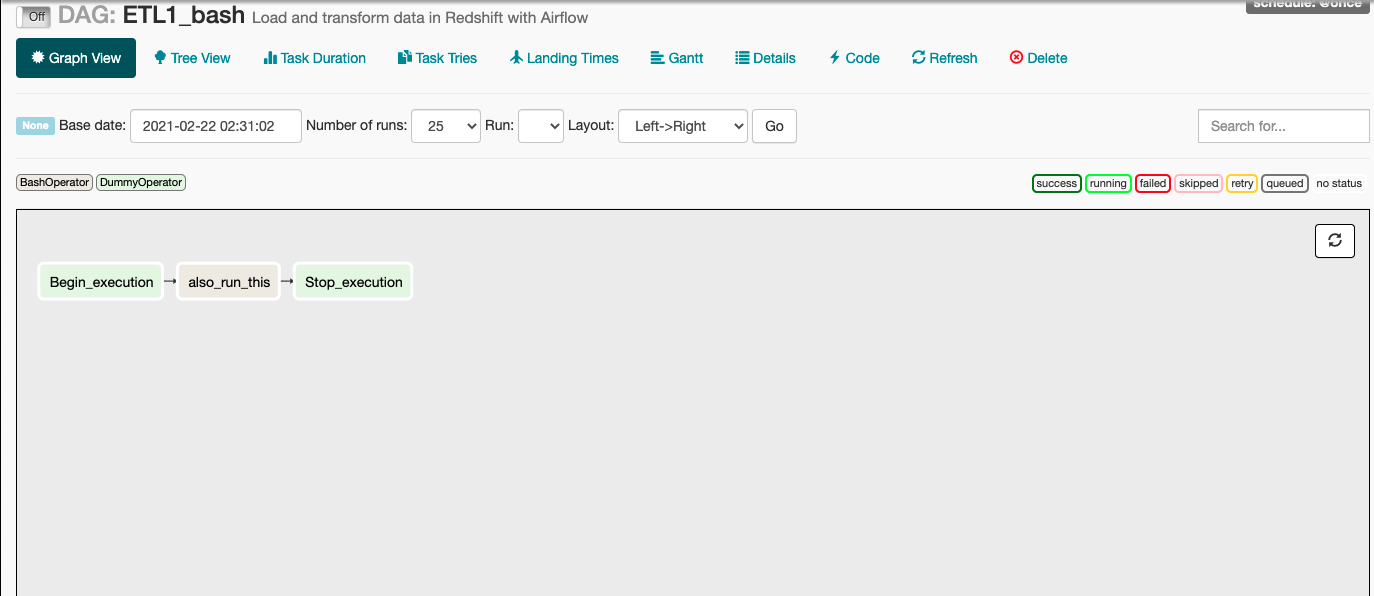 Off DAG: ETL1_bash Load and transform data in Redshift with Airflow schedule: @once
Graph View Tree View Task Duration Task Tries Landing Times Gantt Details Code Refresh Delete
None Base date: 2021-02-22 02:31:02 Number of runs: 25 Run: Layout: Left->Right Go Search for...
BashOperator DummyOperator success running failed skipped retry queued no status
Begin_execution also_run_this Stop_execution